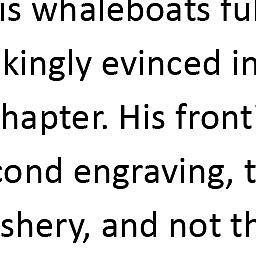 is whaleboats ful
kingly evinced in
hapter. His front
cond engraving, t
shery, and not th